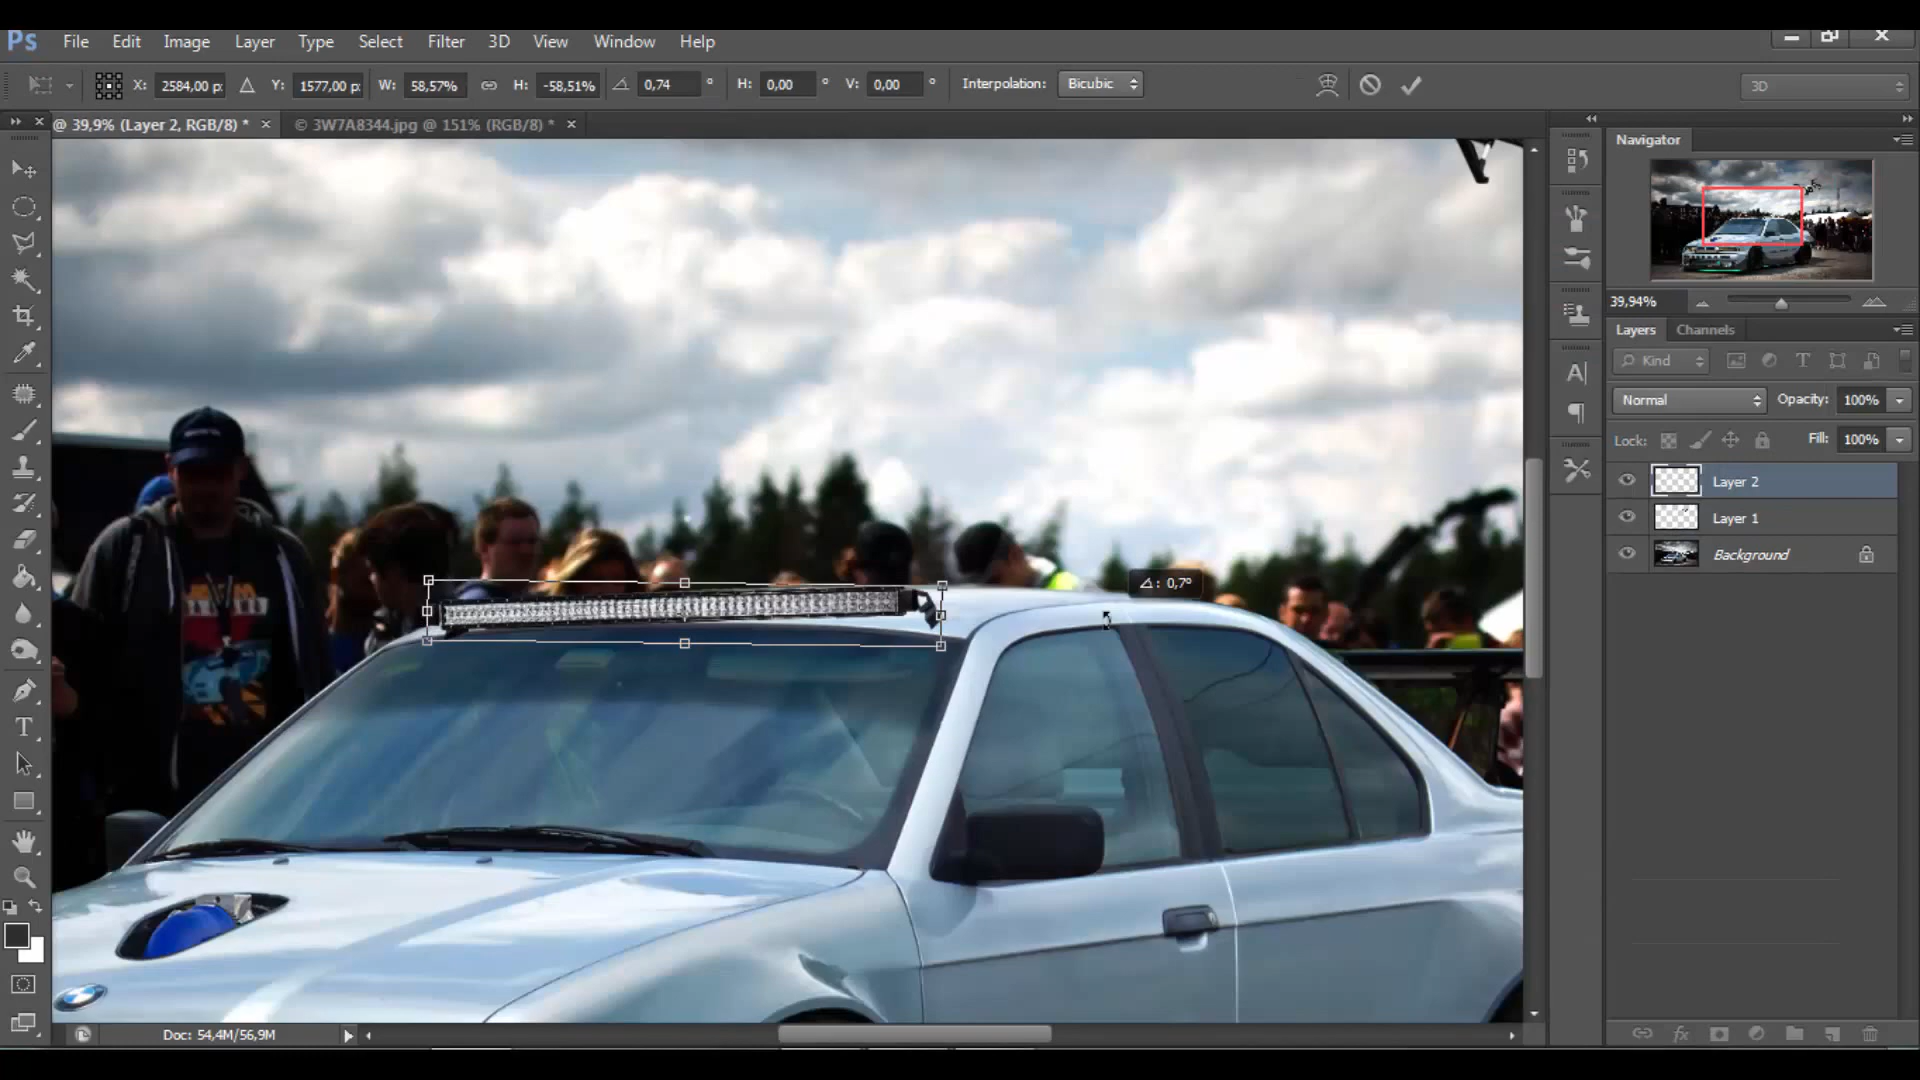 Ps File Edit Image Layer Type Select Filter 3D View Window Help
X: 2584,00 p: Y: 1577,00 p: W: 58,57% H: -58,51% 0,74 ° H: 0,00 ° V: 0,00 ° Interpolation: Bicubic 3D
@ 39,9% (Layer 2, RGB/8) * × © 3W7A8344.jpg @ 151% (RGB/8) * ×
Navigator
39,94%
Layers Channels
Kind
Normal Opacity: 100%
Lock: Fill: 100%
Layer 2
Layer 1
Background
: 0,7°
Doc: 54,4M/56,9M